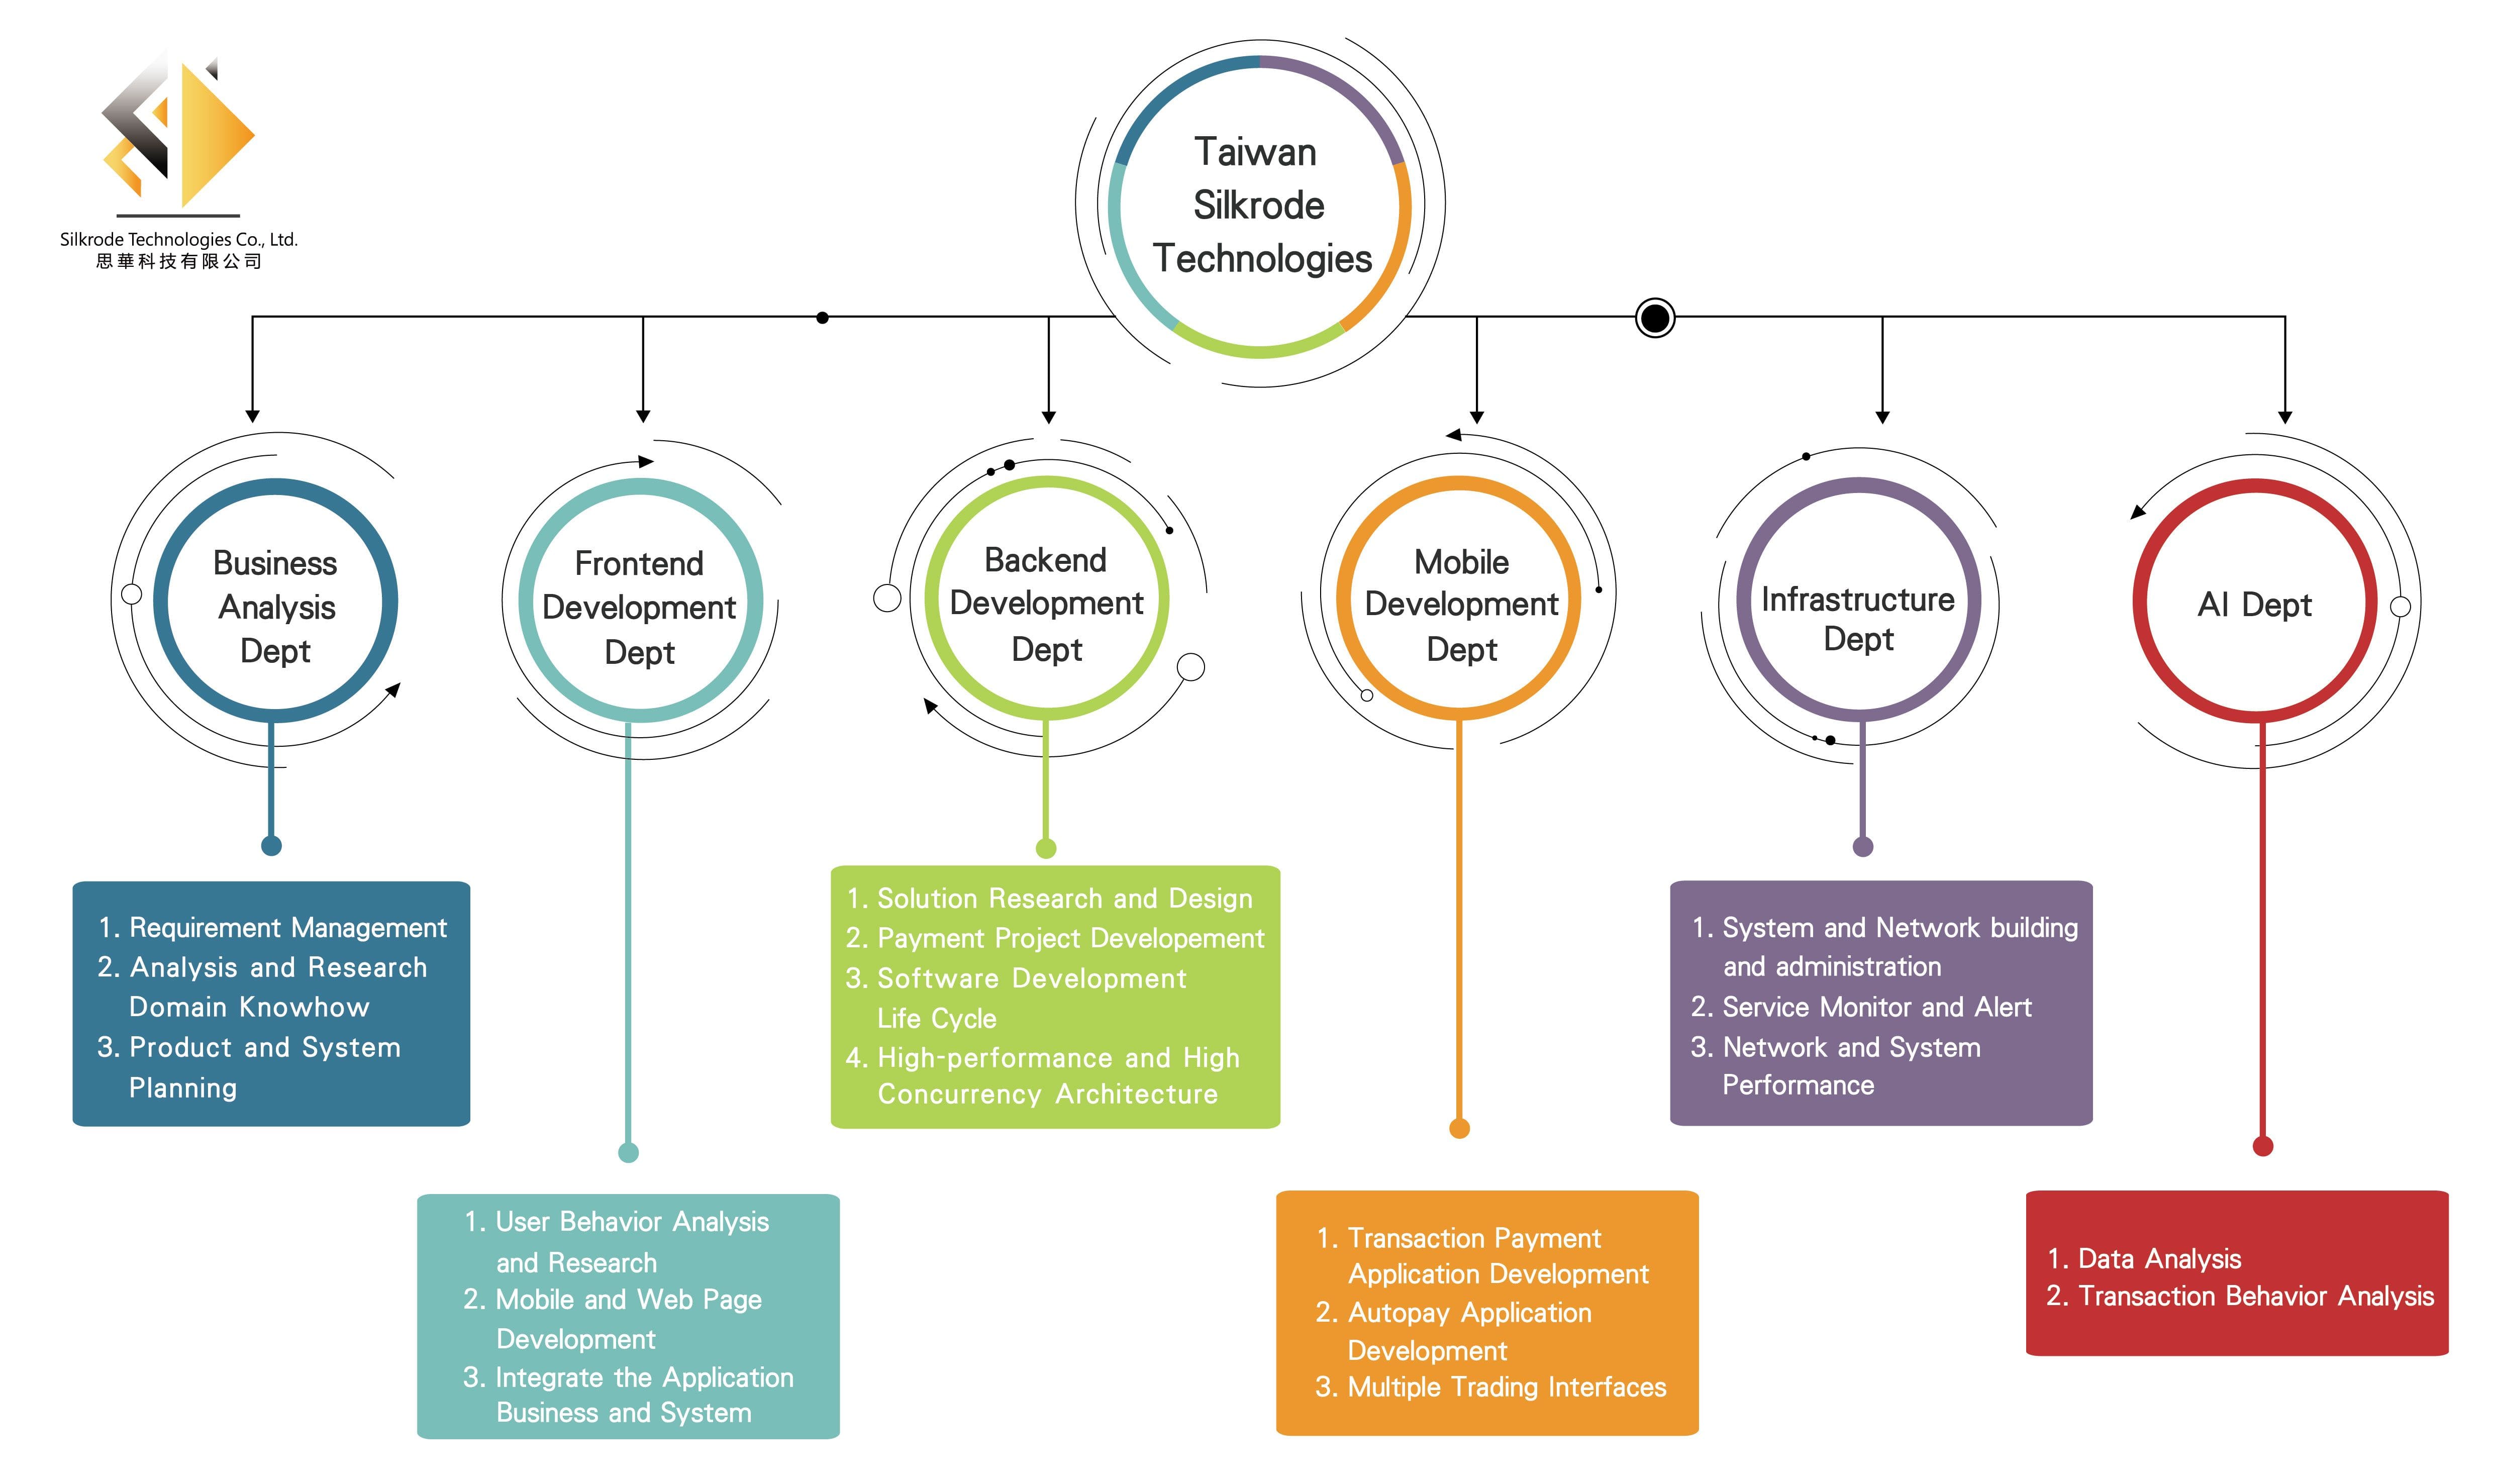 Silkrode Technologies Co., Ltd.
思華科技有限公司
Taiwan
Silkrode
Technologies
Business
Analysis
Dept
Frontend
Development
Dept
Backend
Development
Dept
Mobile
Development
Dept
Infrastructure
Dept
AI Dept
1. Requirement Management
2. Analysis and Research
Domain Knowhow
3. Product and System
Planning
1. User Behavior Analysis
and Research
2. Mobile and Web Page
Development
3. Integrate the Application
Business and System
1. Solution Research and Design
2. Payment Project Developement
3. Software Development
Life Cycle
4. High-performance and High
Concurrency Architecture
1. Transaction Payment
Application Development
2. Autopay Application
Development
3. Multiple Trading Interfaces
1. System and Network building
and administration
2. Service Monitor and Alert
3. Network and System
Performance
1. Data Analysis
2. Transaction Behavior Analysis